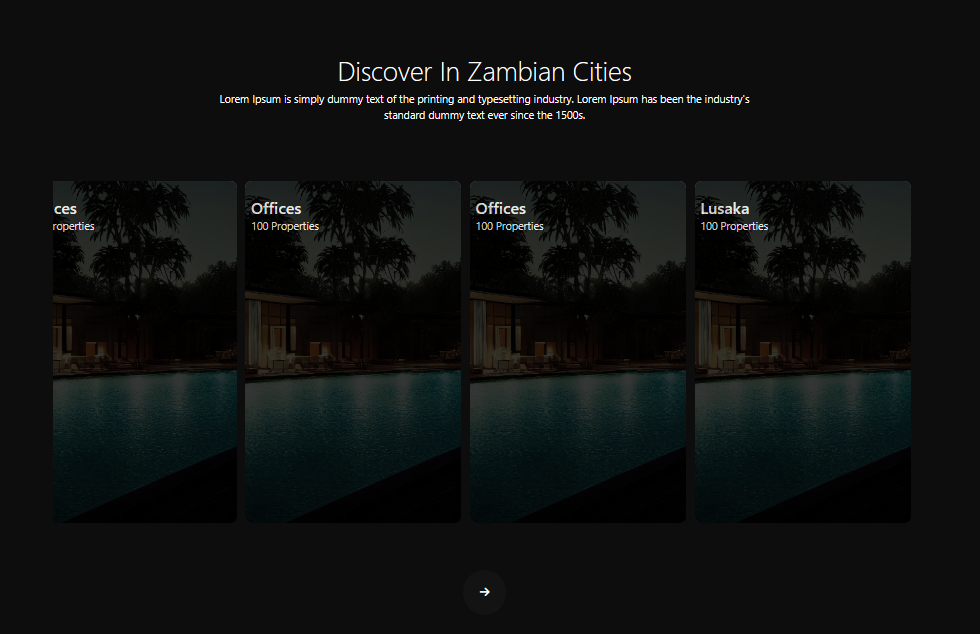 Discover In Zambian Cities
Lorem Ipsum is simply dummy text of the printing and typesetting industry. Lorem Ipsum has been the industry's
standard dummy text ever since the 1500s.
ces
roperties
Offices
100 Properties
Offices
100 Properties
Lusaka
100 Properties